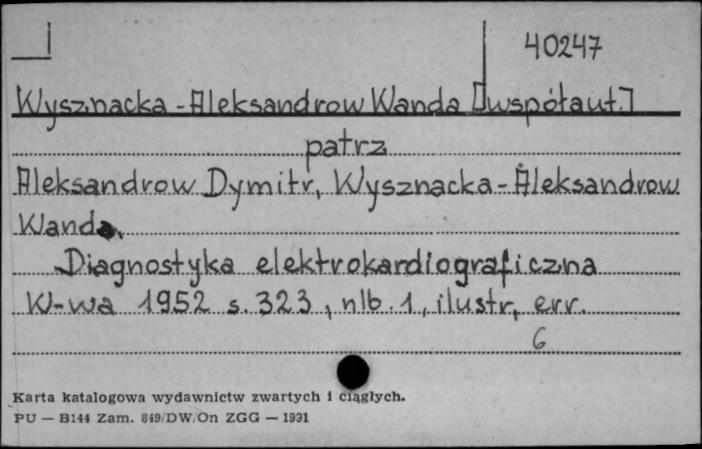 40247
Wysznacka-Aleksandrow Wanda [współaut.]
patrz
Aleksandrow Dymitr, Wysznacka-Aleksandrow
Wanda.
Diagnostyka elektrokardiograficzna
W-wa 1952 s. 323, nlb. 1, ilustr, err.
6
Karta katalogowa wydawnictw zwartych i ciągłych.
PU — B144 Zam. 849/DW/On ZGG — 1991